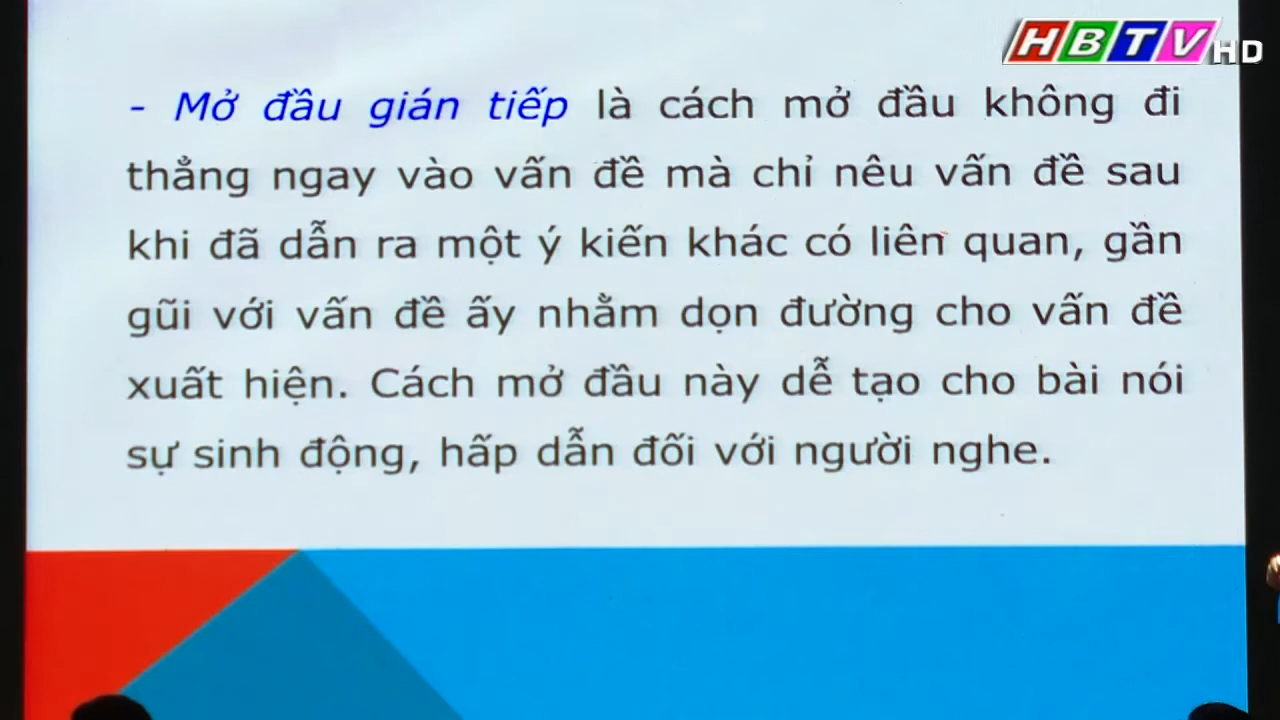 HBTV HD
- Mở đầu gián tiếp là cách mở đầu không đi
thẳng ngay vào vấn đề mà chỉ nêu vấn đề sau
khi đã dẫn ra một ý kiến khác có liên quan, gần
gũi với vấn đề ấy nhằm dọn đường cho vấn đề
xuất hiện. Cách mở đầu này dễ tạo cho bài nói
sự sinh động, hấp dẫn đối với người nghe.